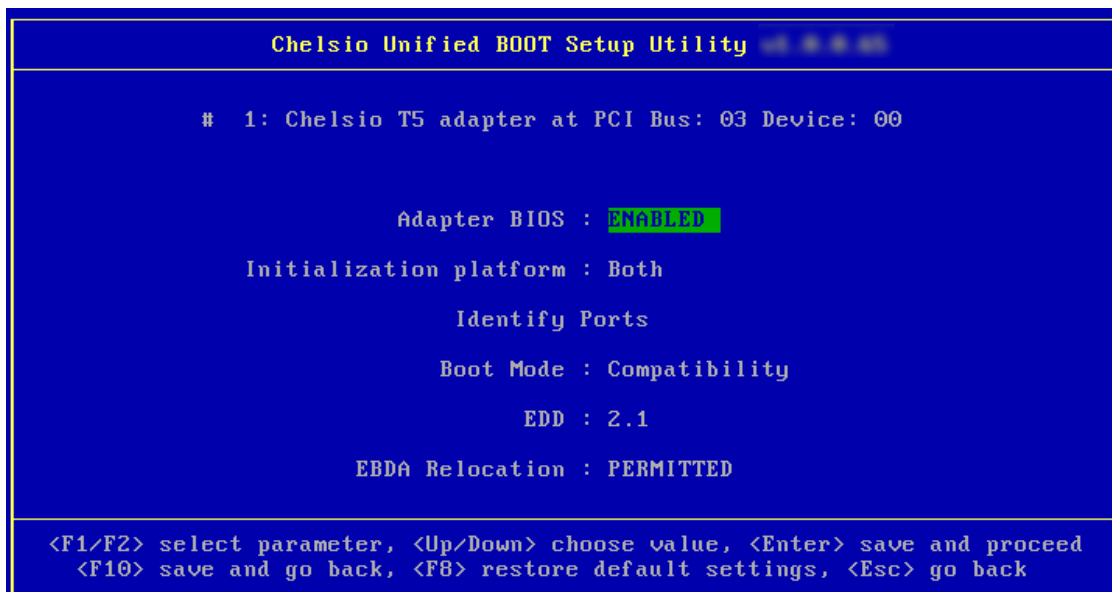 Chelsio Unified BOOT Setup Utility
# 1: Chelsio T5 adapter at PCI Bus: 03 Device: 00
Adapter BIOS : ENABLED
Initialization platform : Both
Identify Ports
Boot Mode : Compatibility
EDD : 2.1
EBDA Relocation : PERMITTED
<F1/F2> select parameter, <Up/Down> choose value, <Enter> save and proceed
<F10> save and go back, <F8> restore default settings, <Esc> go back